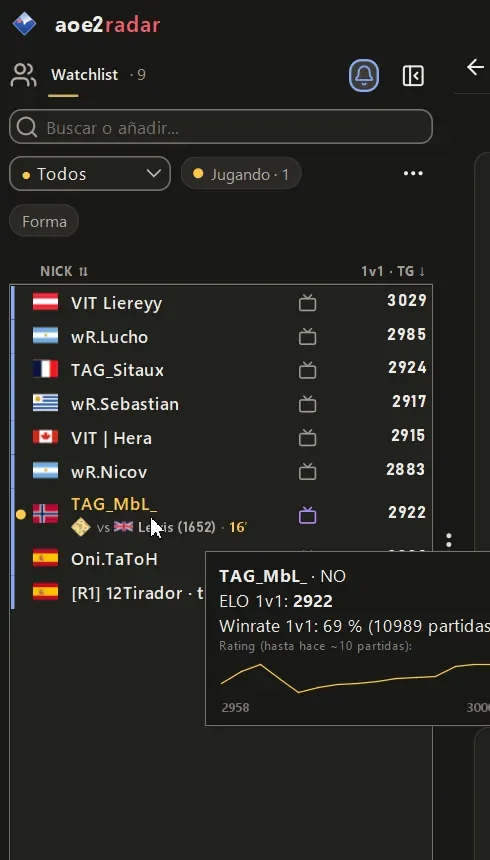 aoe2radar
Watchlist · 9
Buscar o añadir...
Todos
Jugando · 1
Forma
NICK ⇅
1v1 · TG ↓
VIT Liereyy 3029
wR.Lucho 2985
TAG_Sitaux 2924
wR.Sebastian 2917
VIT | Hera 2915
wR.Nicov 2883
TAG_MbL_ 2922
vs (1652) · 16'
Oni.TaToH
[R1] 12Tirador · t
TAG_MbL_ · NO
ELO 1v1: 2922
Winrate 1v1: 69 % (10989 partidas
Rating (hasta hace ~10 partidas):
2958 3000